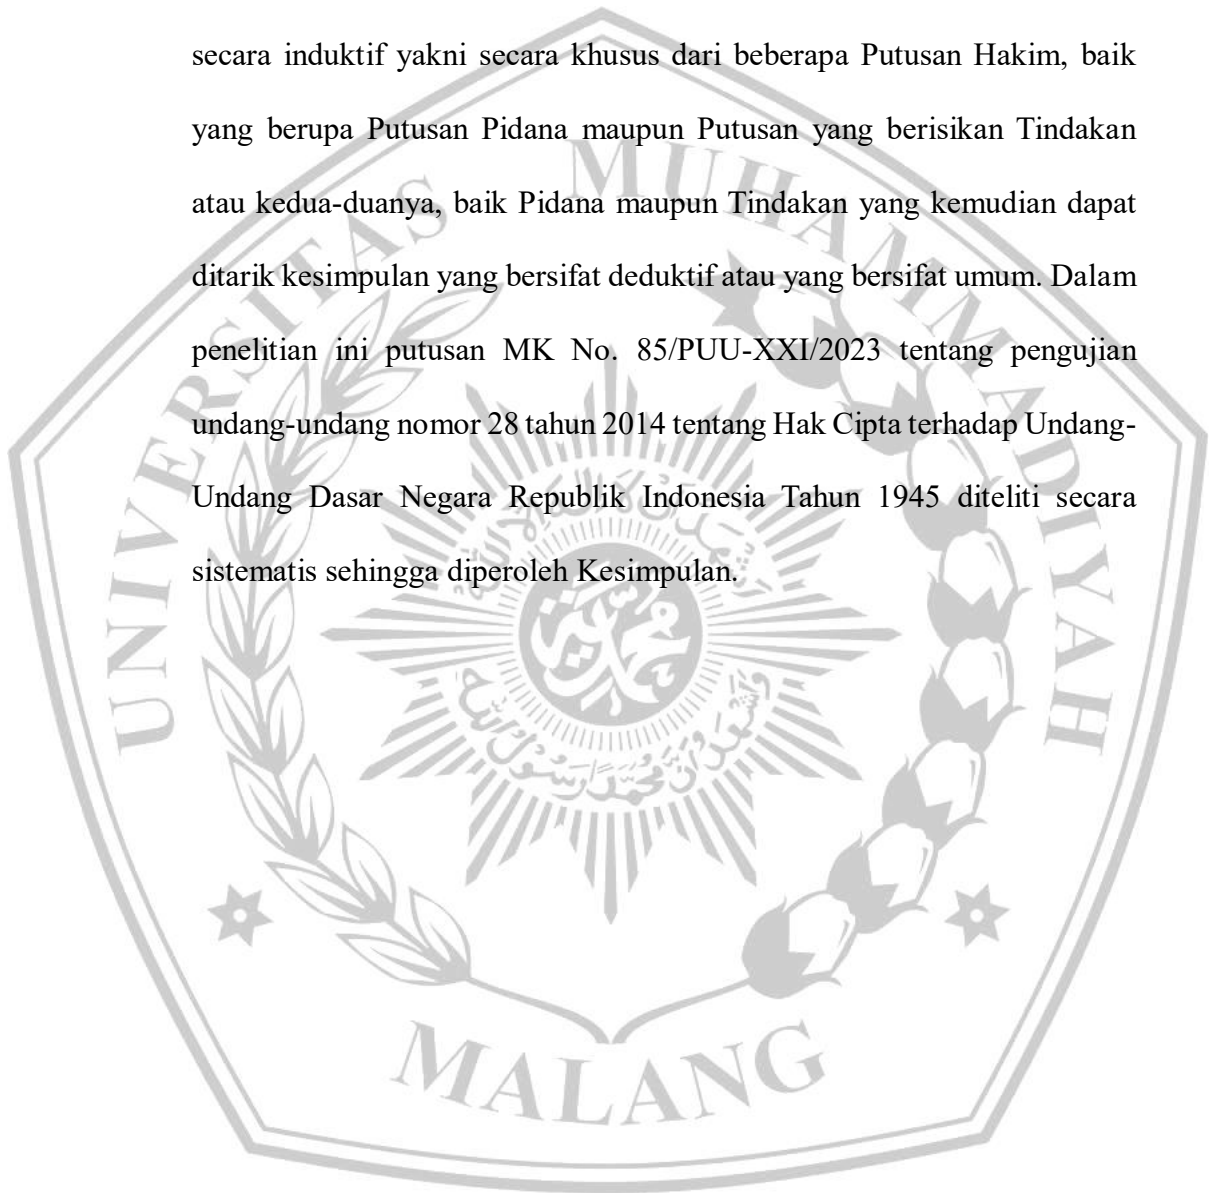 secara induktif yakni secara khusus dari beberapa Putusan Hakim, baik
yang berupa Putusan Pidana maupun Putusan yang berisikan Tindakan
atau kedua-duanya, baik Pidana maupun Tindakan yang kemudian dapat
ditarik kesimpulan yang bersifat deduktif atau yang bersifat umum. Dalam
penelitian ini putusan MK No. 85/PUU-XXI/2023 tentang pengujian
undang-undang nomor 28 tahun 2014 tentang Hak Cipta terhadap Undang-
Undang Dasar Negara Republik Indonesia Tahun 1945 diteliti secara
sistematis sehingga diperoleh Kesimpulan.
UNIVERSITAS MUHAMMADIYAH
MALANG